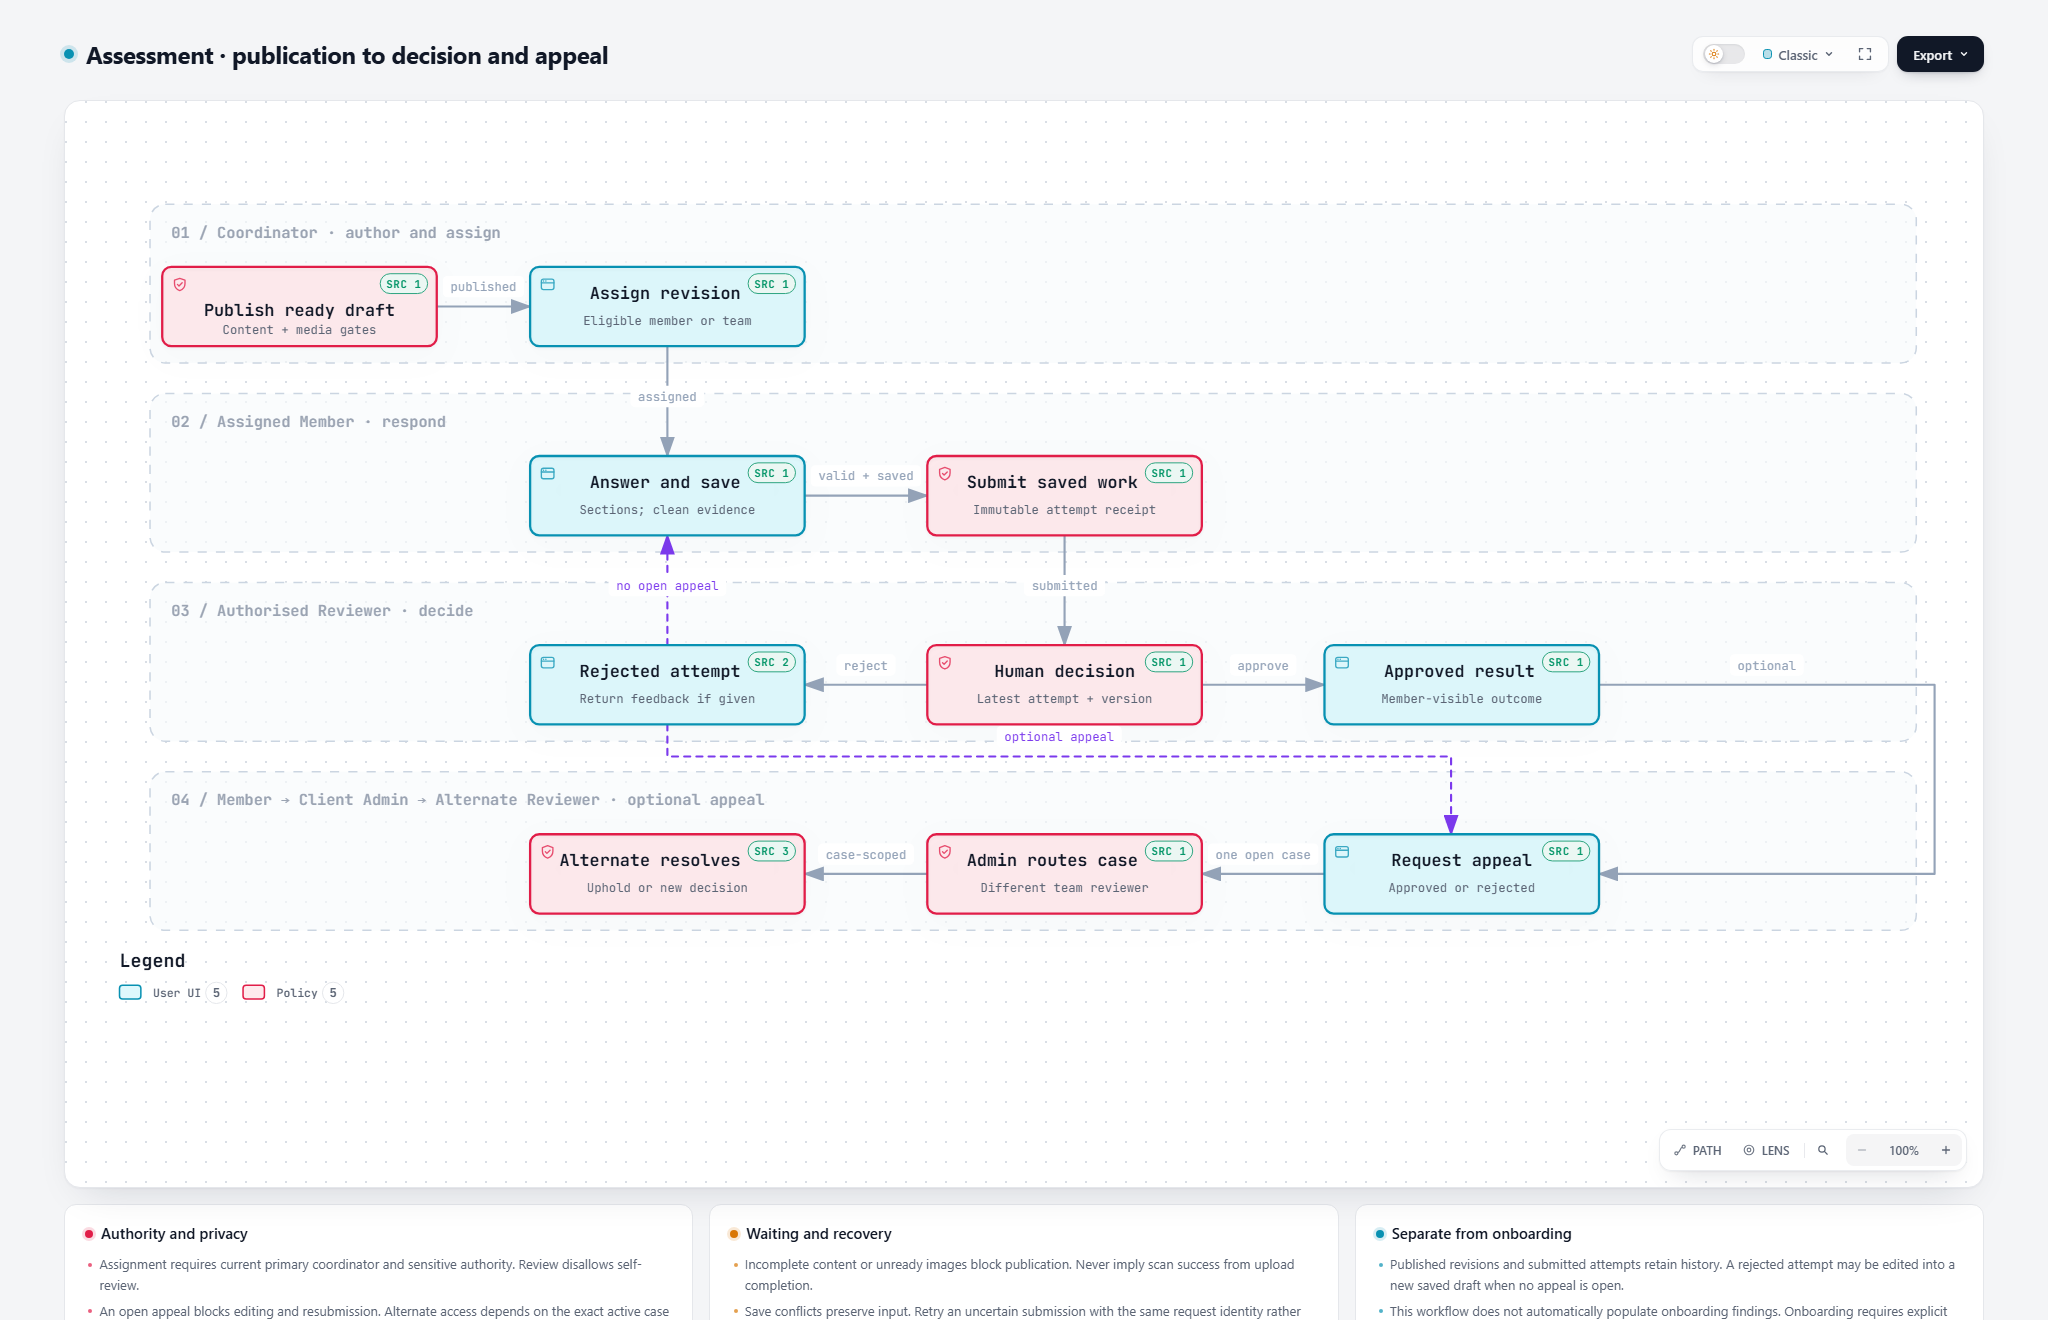 Assessment · publication to decision and appeal
Classic
Export
01 / Coordinator · author and assign
SRC 1
Publish ready draft
Content + media gates
published
SRC 1
Assign revision
Eligible member or team
assigned
02 / Assigned Member · respond
SRC 1
Answer and save
Sections; clean evidence
valid + saved
SRC 1
Submit saved work
Immutable attempt receipt
no open appeal
submitted
03 / Authorised Reviewer · decide
SRC 2
Rejected attempt
Return feedback if given
reject
SRC 1
Human decision
Latest attempt + version
approve
SRC 1
Approved result
Member-visible outcome
optional
optional appeal
04 / Member → Client Admin → Alternate Reviewer · optional appeal
SRC 3
Alternate resolves
Uphold or new decision
case-scoped
SRC 1
Admin routes case
Different team reviewer
one open case
SRC 1
Request appeal
Approved or rejected
Legend
User UI 5
Policy 5
PATH
LENS
− 100% +
Authority and privacy
• Assignment requires current primary coordinator and sensitive authority. Review disallows self-
review.
• An open appeal blocks editing and resubmission. Alternate access depends on the exact active case
Waiting and recovery
• Incomplete content or unready images block publication. Never imply scan success from upload
completion.
• Save conflicts preserve input. Retry an uncertain submission with the same request identity rather
Separate from onboarding
• Published revisions and submitted attempts retain history. A rejected attempt may be edited into a
new saved draft when no appeal is open.
• This workflow does not automatically populate onboarding findings. Onboarding requires explicit